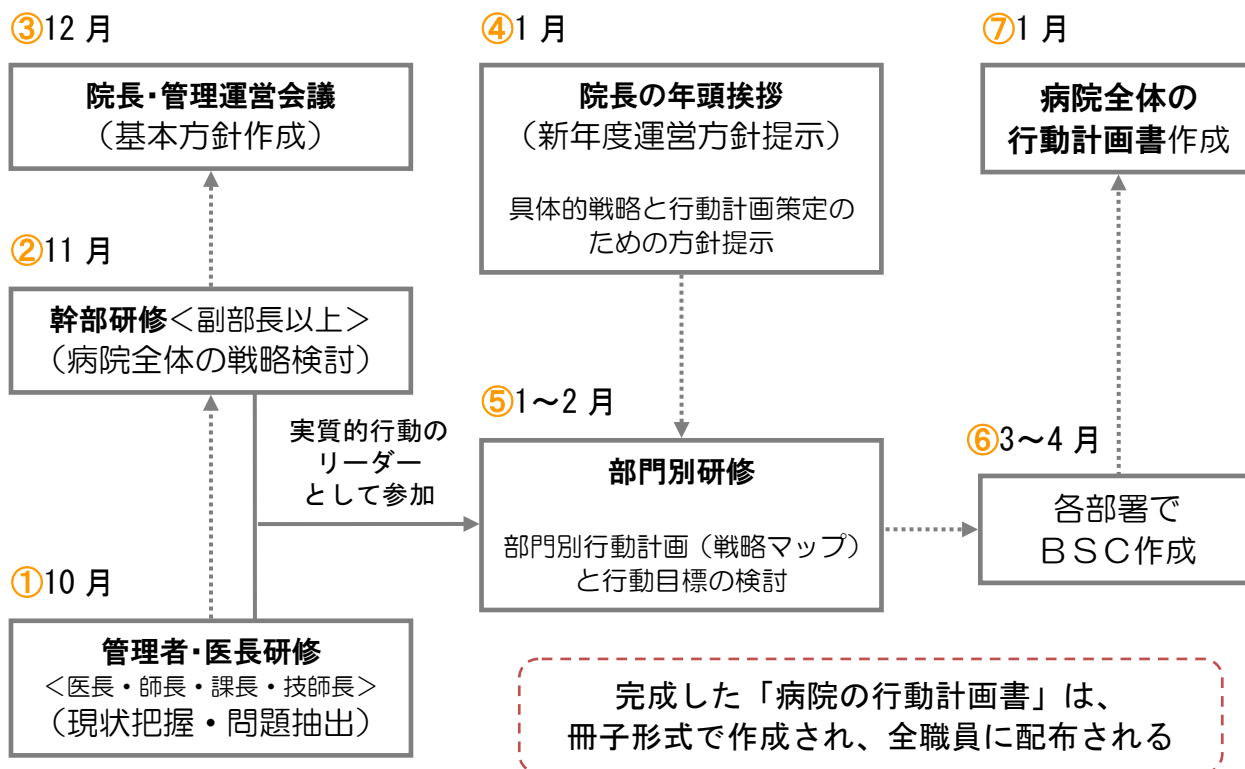 ③12 月
院長・管理運営会議
（基本方針作成）
②11 月
幹部研修＜副部長以上＞
（病院全体の戦略検討）
①10 月
管理者・医長研修
＜医長・師長・課長・技師長＞
（現状把握・問題抽出）
実質的行動の
リーダー
として参加
④1 月
院長の年頭挨拶
（新年度運営方針提示）
具体的戦略と行動計画策定の
ための方針提示
⑤1～2 月
部門別研修
部門別行動計画（戦略マップ）
と行動目標の検討
⑦1 月
病院全体の
行動計画書作成
⑥3～4 月
各部署で
ＢＳＣ作成
完成した「病院の行動計画書」は、
冊子形式で作成され、全職員に配布される